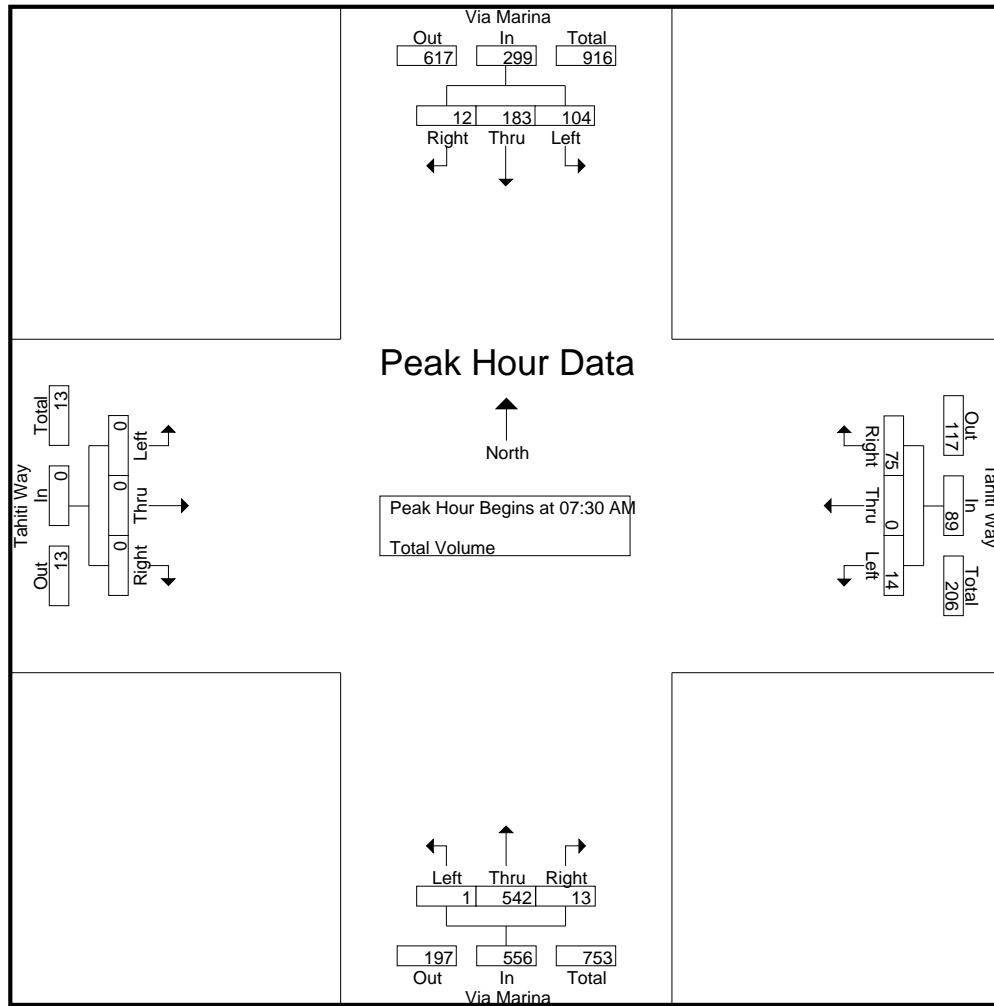 Via Marina
Out In Total
617 299 916
12 183 104
Right Thru Left
Peak Hour Data
North
Peak Hour Begins at 07:30 AM
Total Volume
Tahiti Way
Total In Out
13 0 13
0 0 0
Left Thru Right
Tahiti Way
Out In Total
117 89 206
75 0 14
Right Thru Left
Left Thru Right
1 542 13
197 556 753
Out In Total
Via Marina